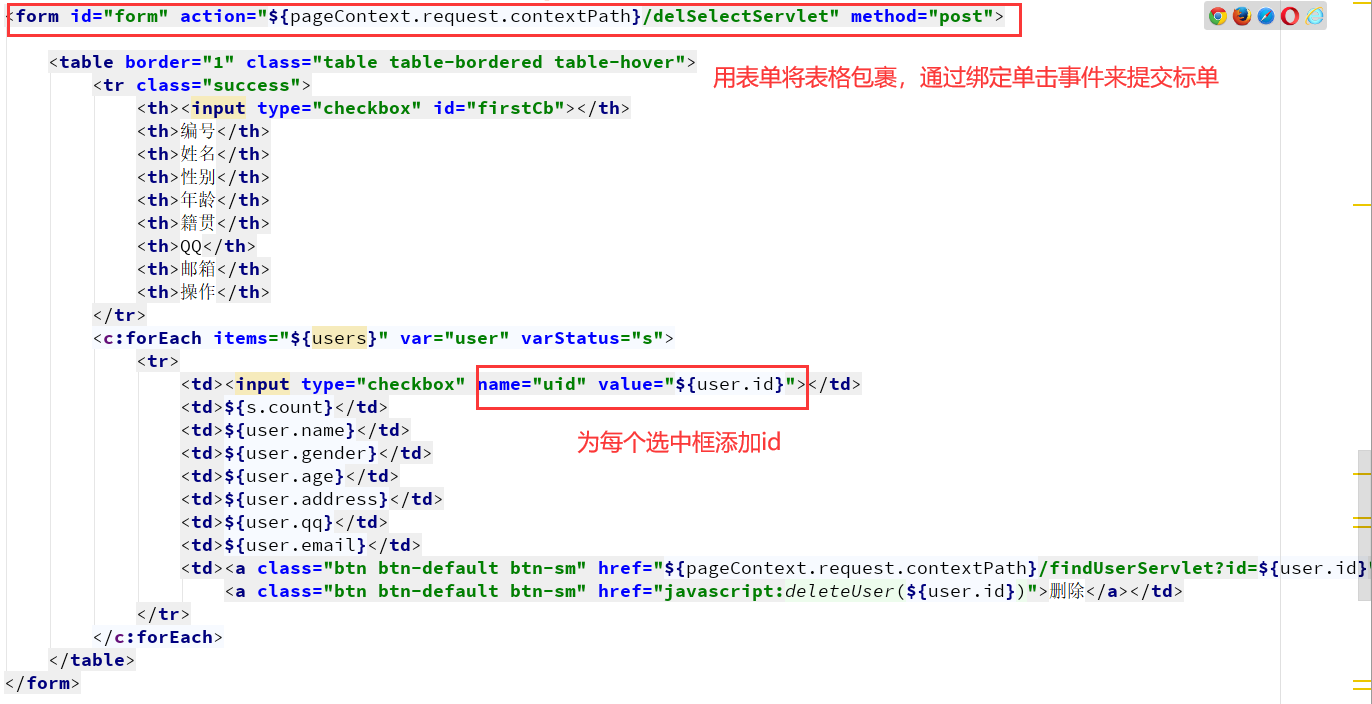 <form id="form" action="${pageContext.request.contextPath}/delSelectServlet" method="post">
<table border="1" class="table table-bordered table-hover">
用表单将表格包裹，通过绑定单击事件来提交标单
<tr class="success">
<th><input type="checkbox" id="firstCb"></th>
<th>编号</th>
<th>姓名</th>
<th>性别</th>
<th>年龄</th>
<th>籍贯</th>
<th>QQ</th>
<th>邮箱</th>
<th>操作</th>
</tr>
<c:forEach items="${users}" var="user" varStatus="s">
<tr>
<td><input type="checkbox" name="uid" value="${user.id}"></td>
<td>${s.count}</td>
<td>${user.name}</td>
为每个选中框添加id
<td>${user.gender}</td>
<td>${user.age}</td>
<td>${user.address}</td>
<td>${user.qq}</td>
<td>${user.email}</td>
<td><a class="btn btn-default btn-sm" href="${pageContext.request.contextPath}/findUserServlet?id=${user.id}"
<a class="btn btn-default btn-sm" href="javascript:deleteUser(${user.id})">删除</a></td>
</tr>
</c:forEach>
</table>
</form>